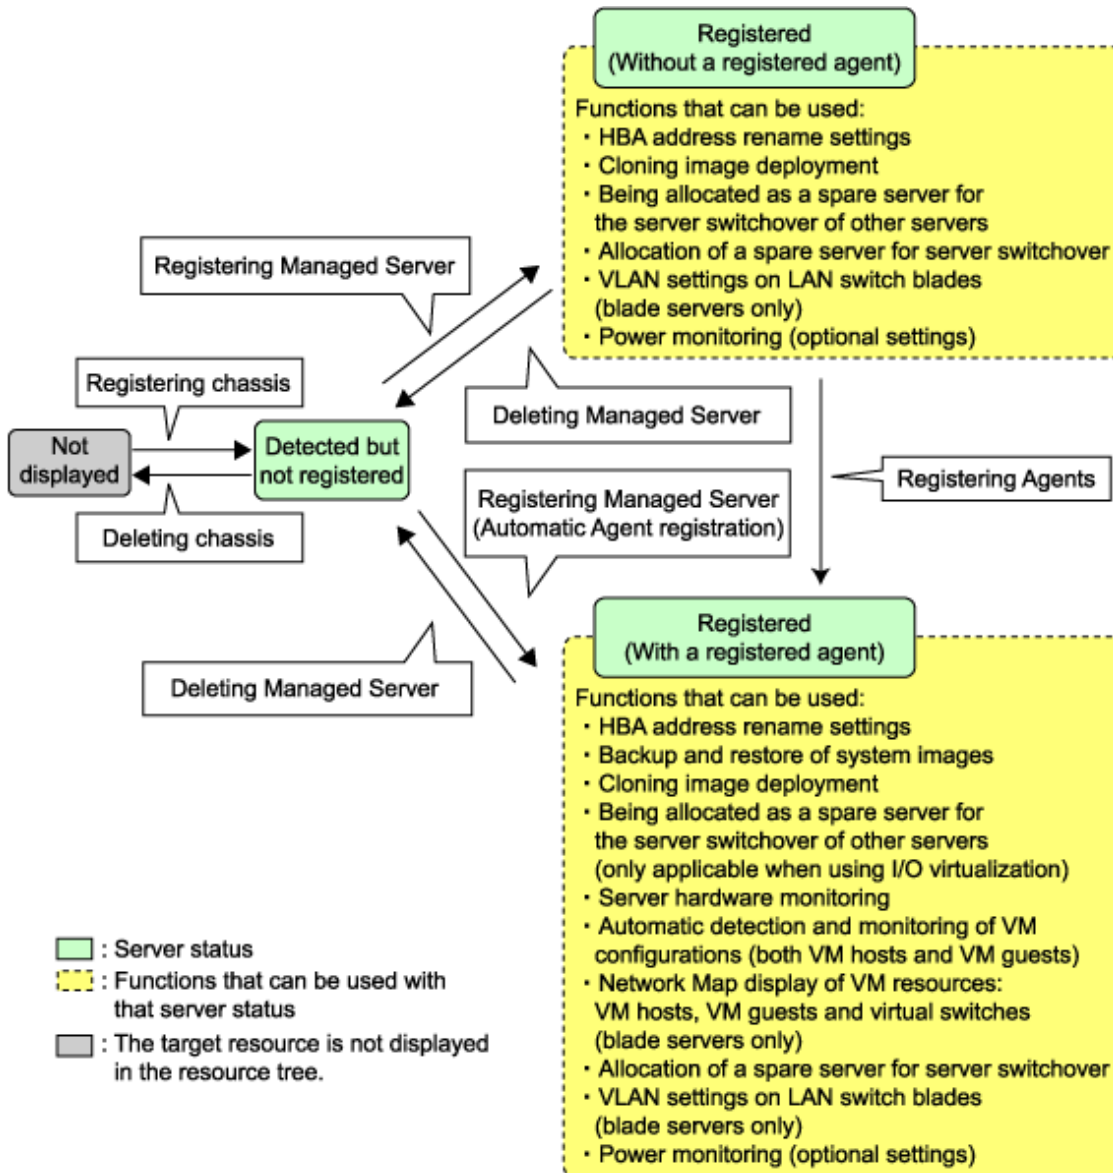 Registered
(Without a registered agent)
Functions that can be used:
・HBA address rename settings
・Cloning image deployment
・Being allocated as a spare server for
the server switchover of other servers
・Allocation of a spare server for server switchover
・VLAN settings on LAN switch blades
(blade servers only)
・Power monitoring (optional settings)
Registering Managed Server
Registering chassis
Deleting Managed Server
Not
displayed
Detected but
not registered
Registering Agents
Registering Managed Server
(Automatic Agent registration)
Deleting chassis
Deleting Managed Server
Registered
(With a registered agent)
Functions that can be used:
・HBA address rename settings
・Backup and restore of system images
・Cloning image deployment
・Being allocated as a spare server for
the server switchover of other servers
(only applicable when using I/O virtualization)
・Server hardware monitoring
・Automatic detection and monitoring of VM
configurations (both VM hosts and VM guests)
・Network Map display of VM resources:
VM hosts, VM guests and virtual switches
(blade servers only)
・Allocation of a spare server for server switchover
・VLAN settings on LAN switch blades
(blade servers only)
・Power monitoring (optional settings)
: Server status
: Functions that can be used with
that server status
: The target resource is not displayed
in the resource tree.